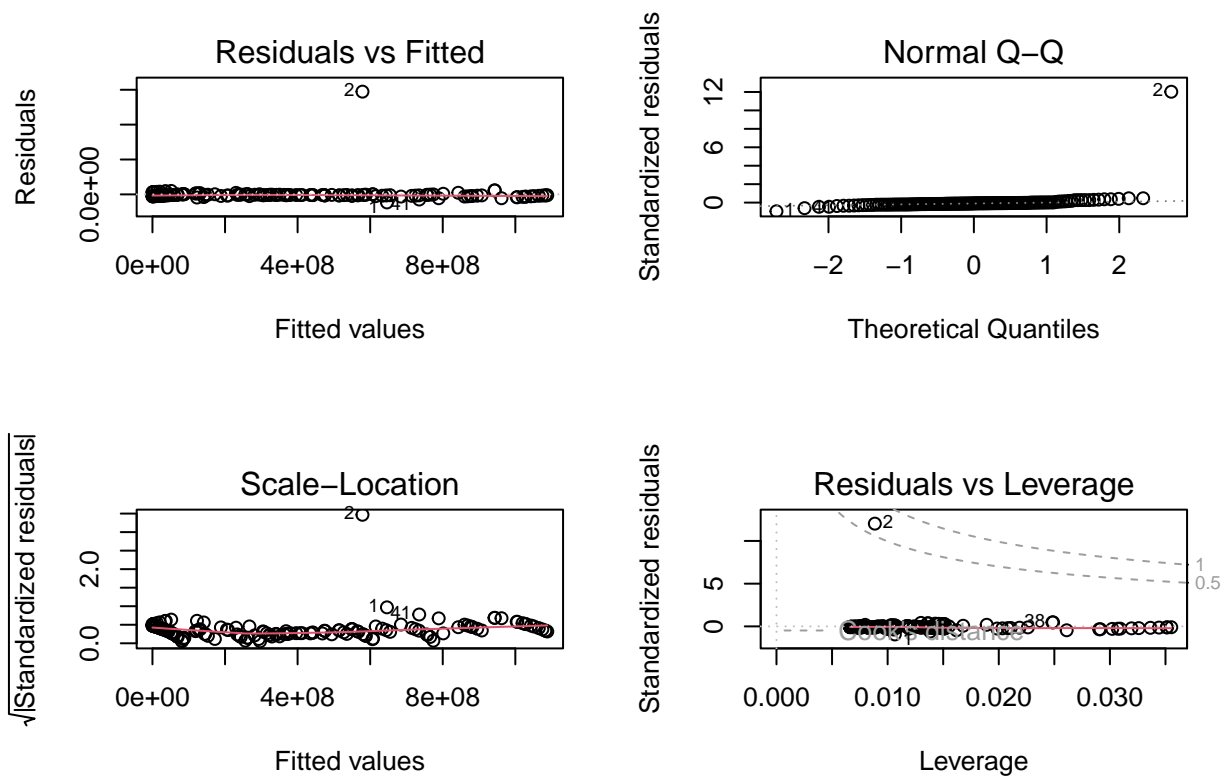 Residuals vs Fitted
Residuals
0.0e+00
2
1
41
0e+00 4e+08 8e+08
Fitted values
Normal Q−Q
Standardized residuals
0 6 12
2
1
−2 −1 0 1 2
Theoretical Quantiles
Scale−Location
√|Standardized residuals|
0.0 2.0
2
1
41
0e+00 4e+08 8e+08
Fitted values
Residuals vs Leverage
Standardized residuals
0 5
2
1
0.5
38
Cook's distance
1
0.000 0.010 0.020 0.030
Leverage